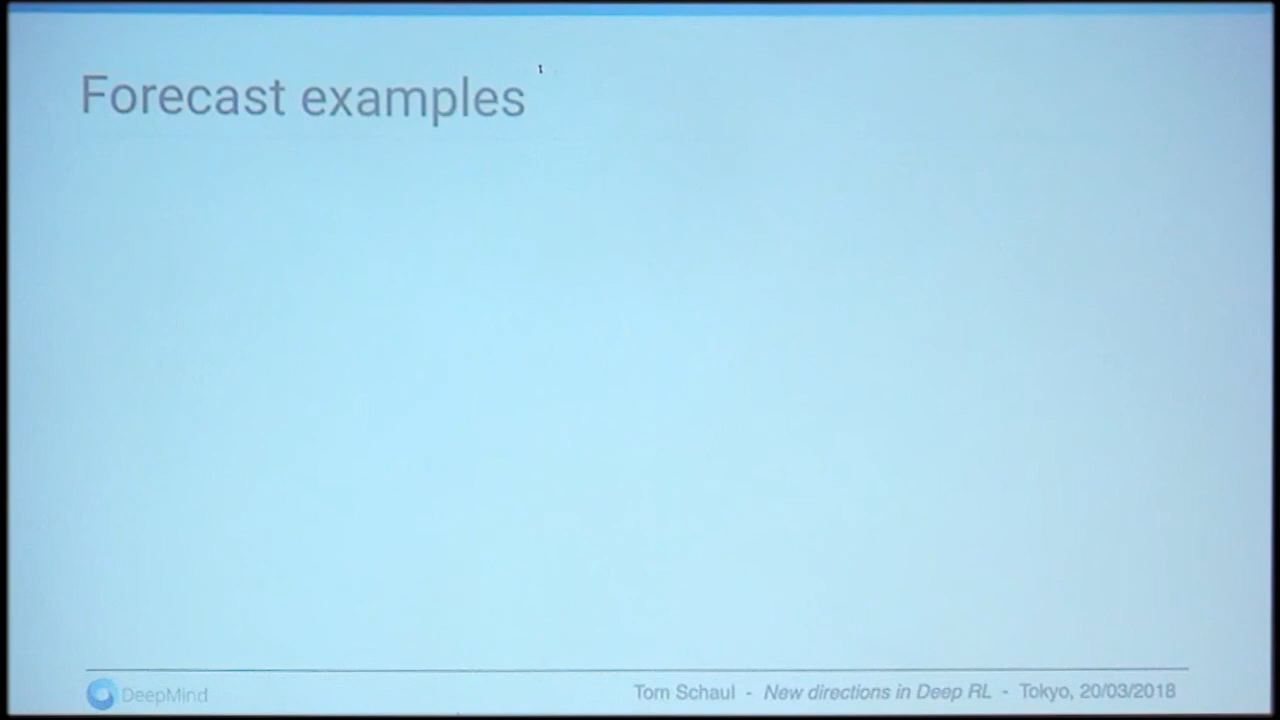 Forecast examples
DeepMind
Tom Schaul - New directions in Deep RL - Tokyo, 20/03/2018